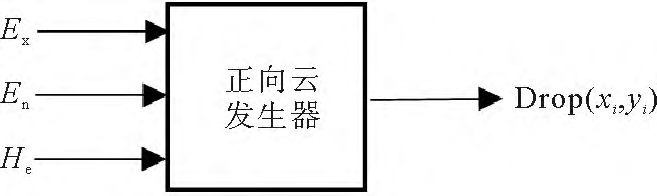 Ex
En
He
正向云
发生器
Drop(xi,yi)